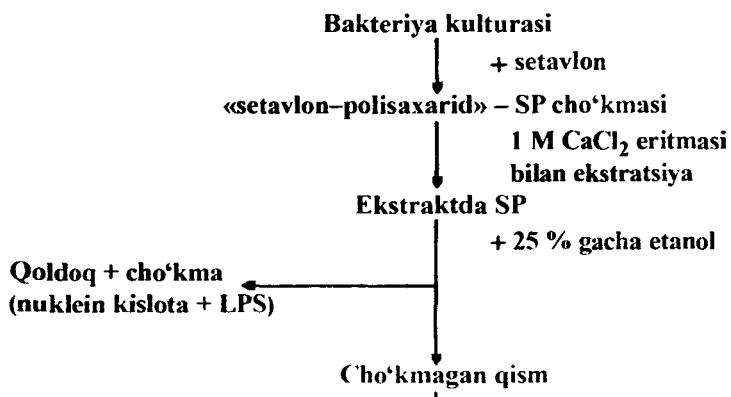 Bakteriya kulturasi
+ setavlon
«setavlon–polisaxarid» – SP cho‘kmasi
1 M CaCl₂ eritmasi
bilan ekstratsiya
Ekstraktda SP
+ 25 % gacha etanol
Qoldoq + cho‘kma
(nuklein kislota + LPS)
Cho‘kmagan qism